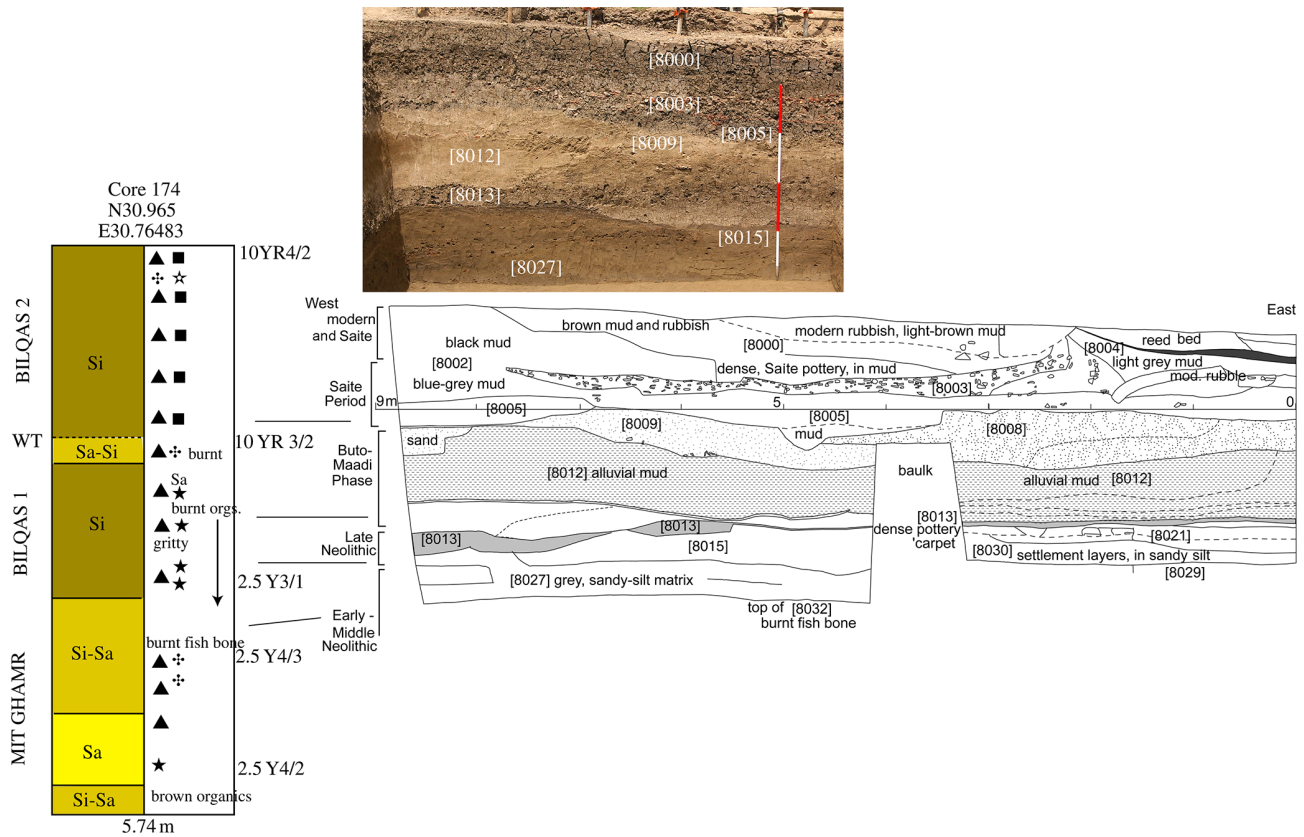 [8000]
[8003]
[8005]
[8009]
[8012]
[8013]
[8015]
[8027]
Core 174
N30.965
E30.76483
10YR4/2
BILQAS 2
Si
WT
10 YR 3/2
Sa-Si
burnt
Sa
burnt orgs.
BILQAS 1
Si
gritty
2.5 Y3/1
burnt fish bone
Si-Sa
2.5 Y4/3
MIT GHAMR
Sa
2.5 Y4/2
Si-Sa
brown organics
5.74 m
West
modern
and Saite
Saite
Period
9m
Buto-
Maadi
Phase
Late
Neolithic
Early -
Middle
Neolithic
East
brown mud and rubbish
modern rubbish, light-brown mud
reed bed
black mud
[8000]
[8004]
light grey mud
[8002]
dense, Saite pottery, in mud
mod. rubble
blue-grey mud
[8003]
[8005]
5
0
[8005]
[8009]
[8008]
sand
mud
[8012] alluvial mud
baulk
alluvial mud [8012]
[8013]
[8013]
[8013]
dense pottery
'carpet
[8015]
[8021]
[8030]
settlement layers, in sandy silt
[8029]
[8027] grey, sandy-silt matrix
top of [8032]
burnt fish bone